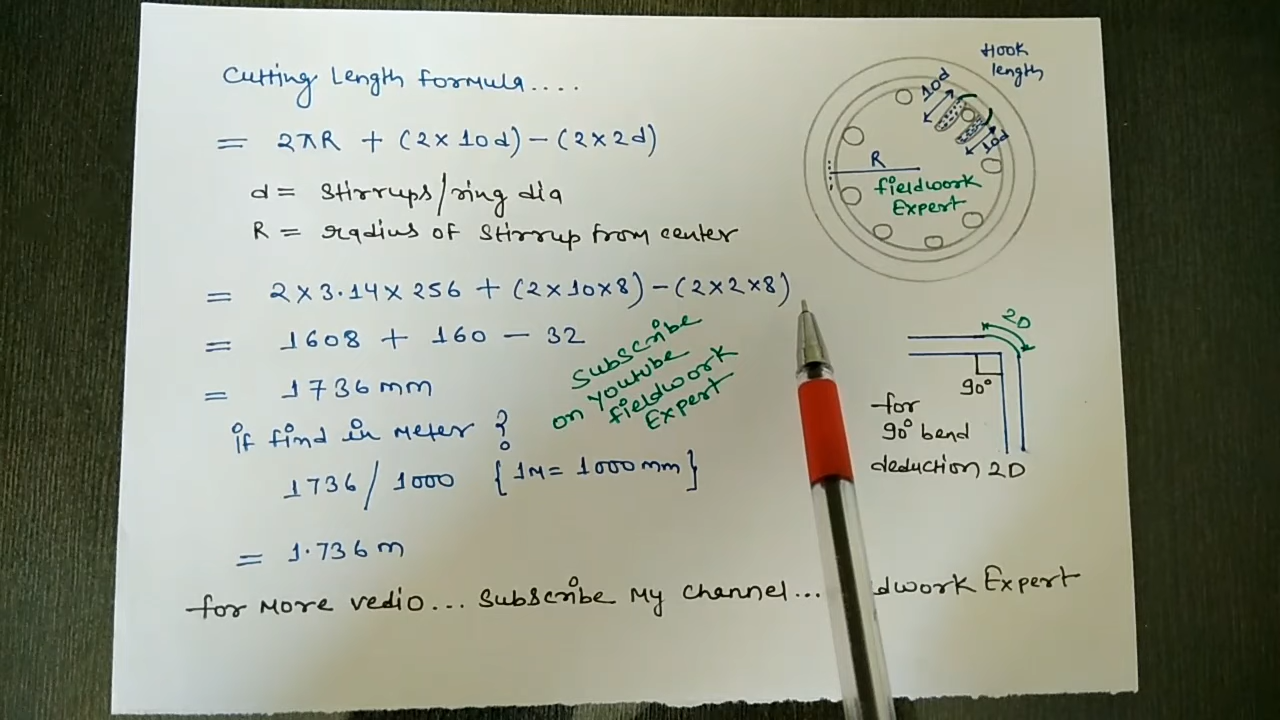 Cutting Length formula....
= 2πR + (2×10d) - (2×2d)
d = Stirrups/ring dia
R = radius of Stirrup from center
= 2×3.14×256 + (2×10×8) - (2×2×8)
= 1608 + 160 - 32
= 1736mm
if find in Meter ?
1736/1000 {1M= 1000mm}
= 1.736m
for More vedio... Subscribe My channel... dwork Expert
Subscribe
on Youtube
fieldwork
Expert
Hook
length
10d
10d
R
fieldwork
Expert
2D
90°
for
90° bend
deduction 2D